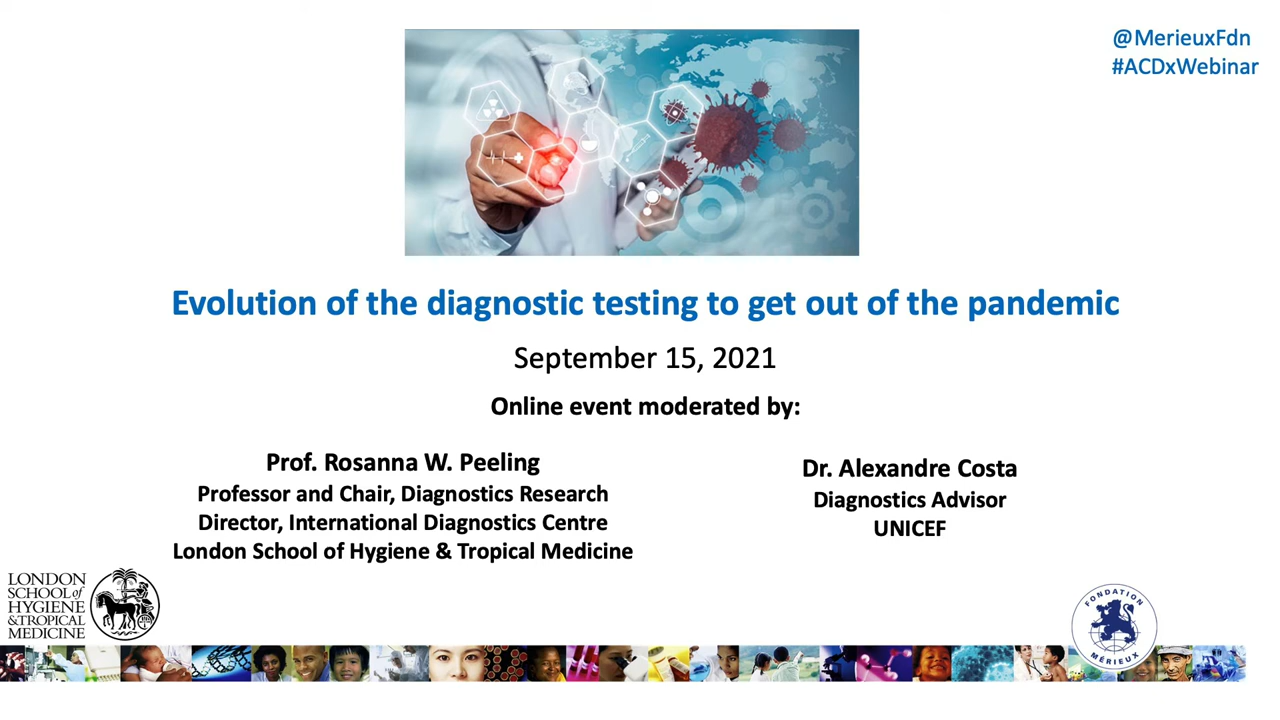 @MerieuxFdn
#ACDxWebinar
Evolution of the diagnostic testing to get out of the pandemic
September 15, 2021
Online event moderated by:
Prof. Rosanna W. Peeling
Professor and Chair, Diagnostics Research
Director, International Diagnostics Centre
London School of Hygiene & Tropical Medicine
Dr. Alexandre Costa
Diagnostics Advisor
UNICEF
LONDON
SCHOOL of
HYGIENE
&TROPICAL
MEDICINE
FONDATION
MÉRIEUX